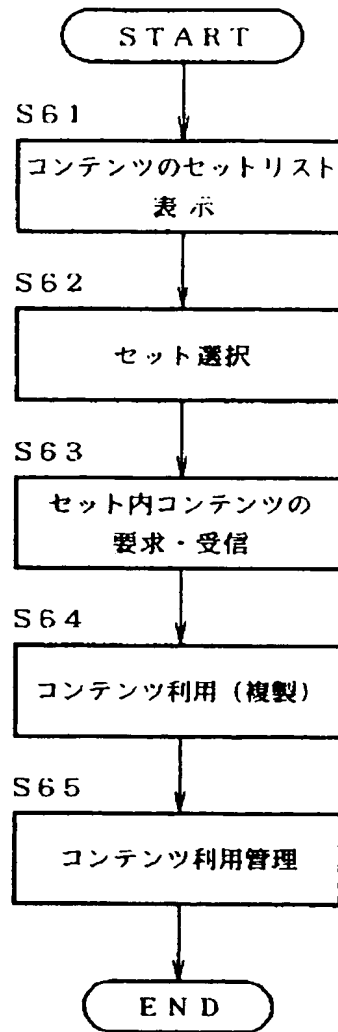 START
S61
コンテンツのセットリスト
表示
S62
セット選択
S63
セット内コンテンツの
要求・受信
S64
コンテンツ利用（複製）
S65
コンテンツ利用管理
END